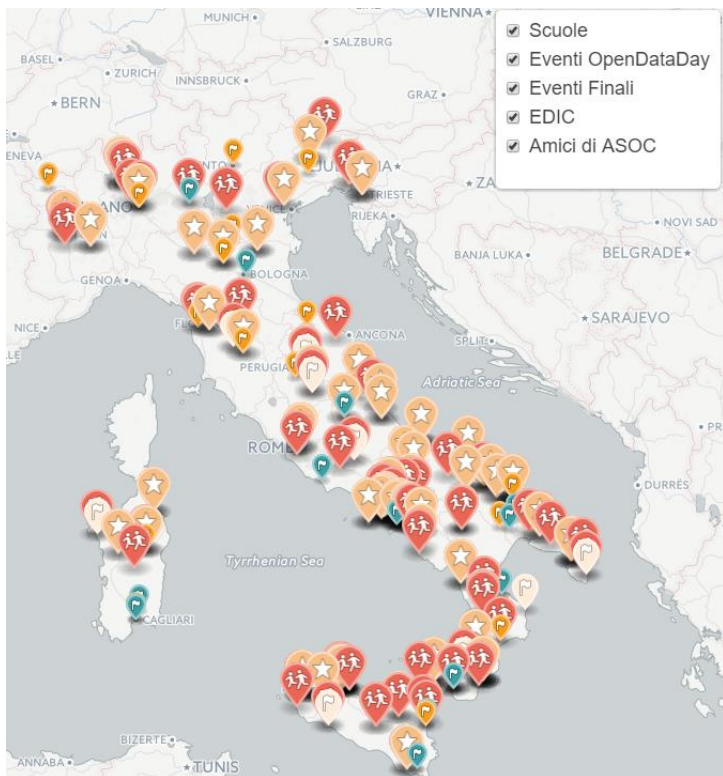 MUNICH
VIENNA
Scuole
Eventi OpenDataDay
Eventi Finali
EDIC
Amici di ASOC
BASEL
SALZBURG
ZURICH
INNSBRUCK
GRAZ
BERN
TRIESTE
RIJEKA
NOVI SAD
BANJA LUKA
BELGRADE
GENOA
BOLOGNA
SARAJEVO
NICE
ANCONA
SPLIT
PERUGIA
Adriatic Sea
DURRËS
Tyrrhenian Sea
CAGLIARI
BIZERTE
ANNABA
TUNIS